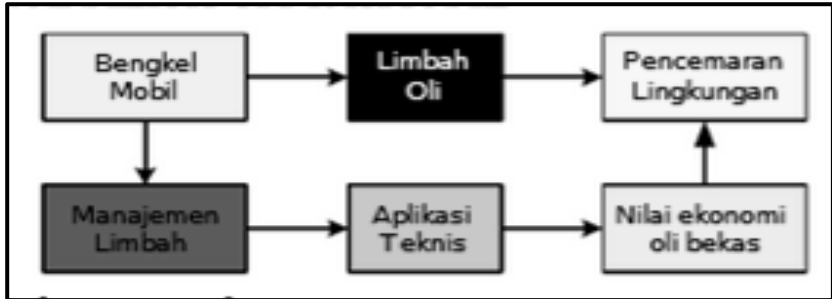 Bengkel
Mobil
Limbah
Oli
Pencemaran
Lingkungan
Manajemen
Limbah
Aplikasi
Teknis
Nilai ekonomi
oli bekas